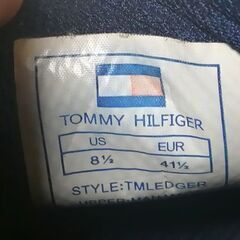 TOMMY HILFIGER
US EUR
8½ 41½
STYLE:TMLEDGER